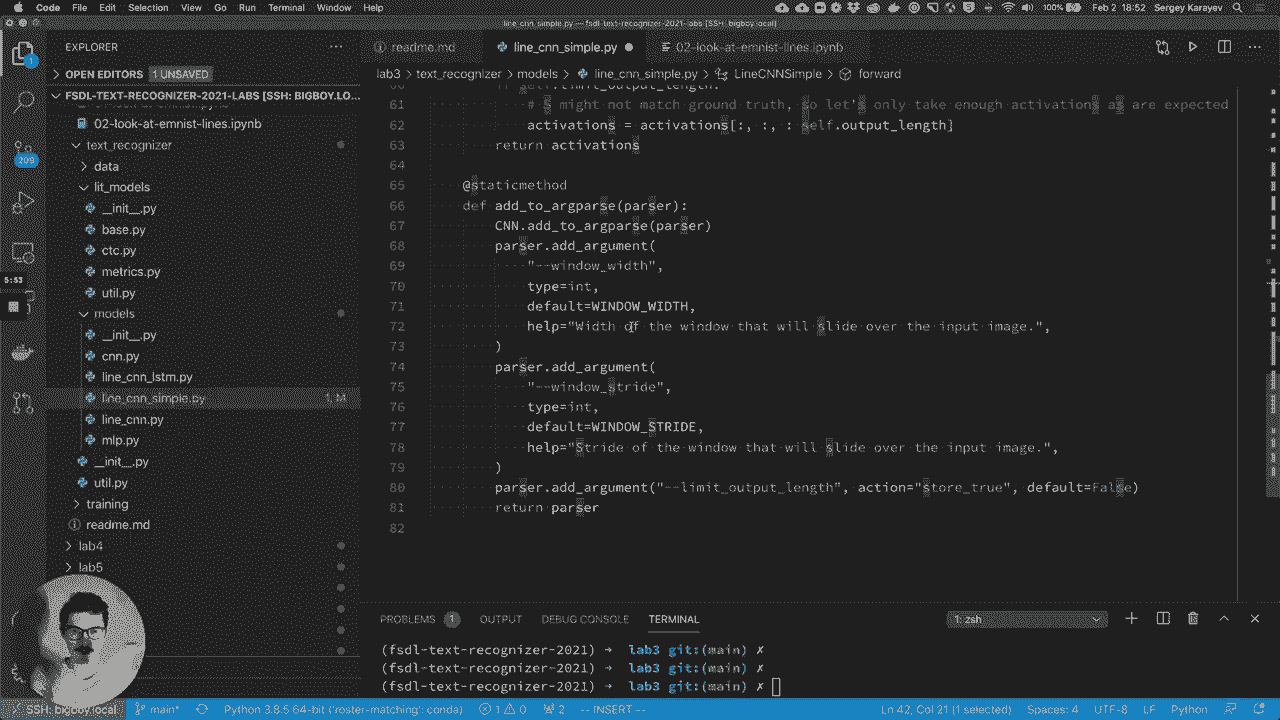 Code File Edit Selection View Go Run Terminal Window Help
100% Feb 2 18:52 Sergey Karayev
line_cnn_simple.py — fsdl-text-recognizer-2021-labs [SSH: bigboy.local]
EXPLORER
readme.md
line_cnn_simple.py
02-look-at-emnist-lines.ipynb
OPEN EDITORS 1 UNSAVED
lab3 > text_recognizer > models > line_cnn_simple.py > LineCNNSimple > forward
FSDL-TEXT-RECOGNIZER-2021-LABS [SSH: BIGBOY.LO...
02-look-at-emnist-lines.ipynb
text_recognizer
data
lit_models
__init__.py
base.py
ctc.py
metrics.py
util.py
models
__init__.py
cnn.py
line_cnn_lstm.py
line_cnn_simple.py 1, M
line_cnn.py
mlp.py
__init__.py
util.py
training
readme.md
lab4
lab5
1
209
5:53
61 # S might not match ground truth, so let's only take enough activations as are expected
62 activations = activations[:, :, : self.output_length]
63 return activations
64
65 @staticmethod
66 def add_to_argparse(parser):
67 CNN.add_to_argparse(parser)
68 parser.add_argument(
69 "--window_width",
70 type=int,
71 default=WINDOW_WIDTH,
72 help="Width of the window that will slide over the input image.",
73 )
74 parser.add_argument(
75 "--window_stride",
76 type=int,
77 default=WINDOW_STRIDE,
78 help="Stride of the window that will slide over the input image.",
79 )
80 parser.add_argument("--limit_output_length", action="store_true", default=False)
81 return parser
82
PROBLEMS 1 OUTPUT DEBUG CONSOLE TERMINAL 1: zsh
(fsdl-text-recognizer-2021) → lab3 git:(main) ✗
(fsdl-text-recognizer-2021) → lab3 git:(main) ✗
(fsdl-text-recognizer-2021) → lab3 git:(main) ✗
SSH: bigboy.local main* Python 3.8.5 64-bit ('roster-matching': conda) 1 0 2 -- INSERT -- Ln 42, Col 21 (1 selected) Spaces: 4 UTF-8 LF Python